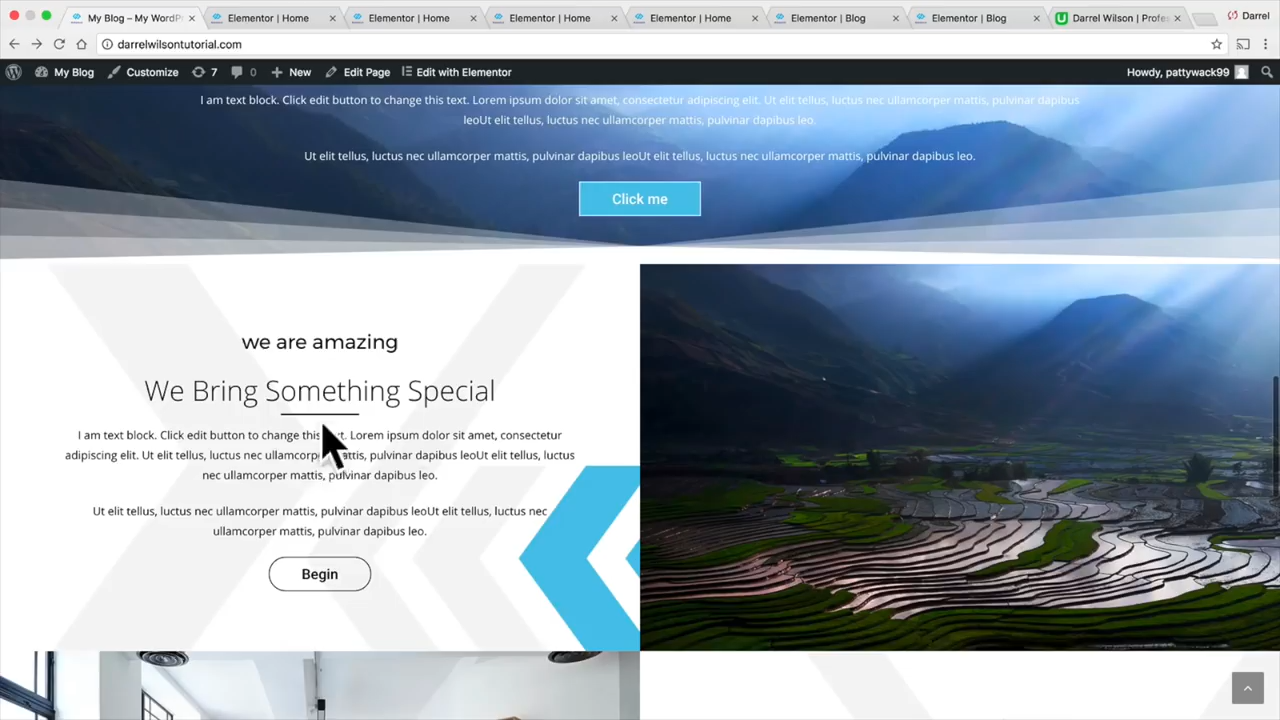 My Blog – My WordP
Elementor | Home
Elementor | Home
Elementor | Home
Elementor | Home
Elementor | Blog
Elementor | Blog
Darrel Wilson | Profes
Darrel
darrelwilsontutorial.com
My Blog
Customize
7
0
New
Edit Page
Edit with Elementor
Howdy, pattywack99
I am text block. Click edit button to change this text. Lorem ipsum dolor sit amet, consectetur adipiscing elit. Ut elit tellus, luctus nec ullamcorper mattis, pulvinar dapibus
leoUt elit tellus, luctus nec ullamcorper mattis, pulvinar dapibus leo.
Ut elit tellus, luctus nec ullamcorper mattis, pulvinar dapibus leoUt elit tellus, luctus nec ullamcorper mattis, pulvinar dapibus leo.
Click me
we are amazing
We Bring Something Special
I am text block. Click edit button to change this text. Lorem ipsum dolor sit amet, consectetur
adipiscing elit. Ut elit tellus, luctus nec ullamcorper mattis, pulvinar dapibus leoUt elit tellus, luctus
nec ullamcorper mattis, pulvinar dapibus leo.
Ut elit tellus, luctus nec ullamcorper mattis, pulvinar dapibus leoUt elit tellus, luctus nec
ullamcorper mattis, pulvinar dapibus leo.
Begin